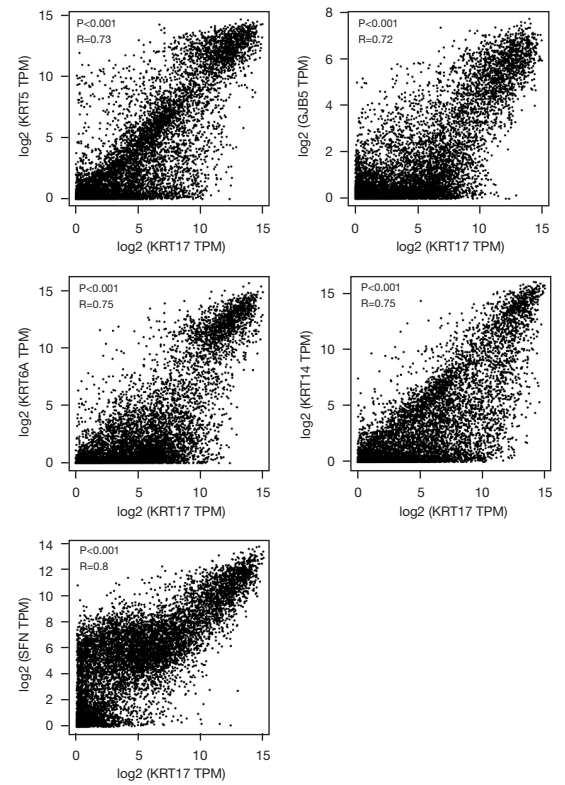 P<0.001
R=0.73
15
10
5
0
log2 (KRT5 TPM)
0 5 10 15
log2 (KRT17 TPM)
P<0.001
R=0.72
8
6
4
2
0
log2 (GJB5 TPM)
0 5 10 15
log2 (KRT17 TPM)
P<0.001
R=0.75
15
10
5
0
log2 (KRT6A TPM)
0 5 10 15
log2 (KRT17 TPM)
P<0.001
R=0.75
15
10
5
0
log2 (KRT14 TPM)
0 5 10 15
log2 (KRT17 TPM)
P<0.001
R=0.8
14
12
10
8
6
4
2
0
log2 (SFN TPM)
0 5 10 15
log2 (KRT17 TPM)